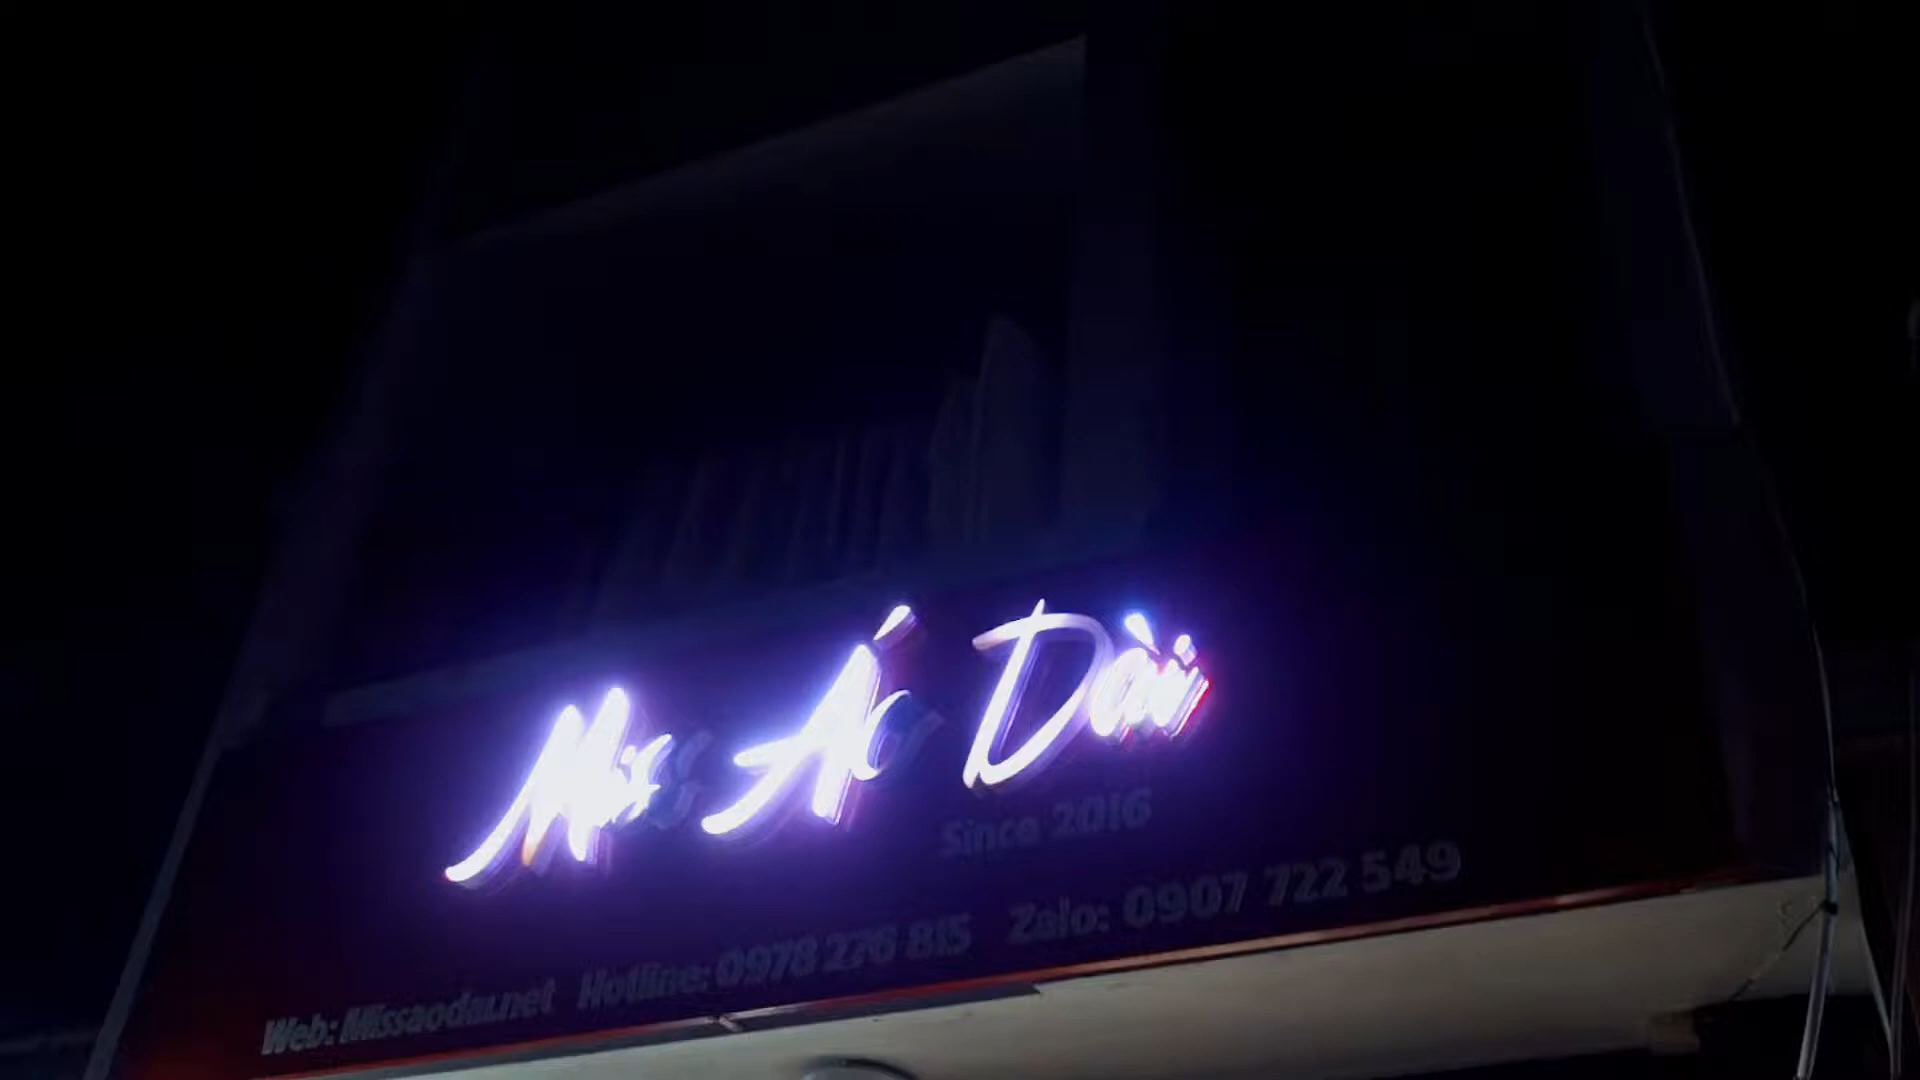 Miss Áo Dài
Since 2016
Web: Missaodai.net Hotline: 0978 276 815 Zalo: 0907 722 549